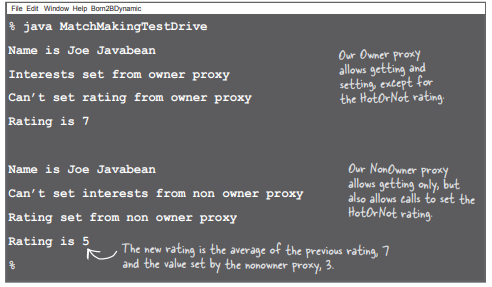 File Edit Window Help Born2BDynamic
% java MatchMakingTestDrive
Name is Joe Javabean
Interests set from owner proxy
Can't set rating from owner proxy
Rating is 7
Our Owner proxy
allows getting and
setting, except for
the HotOrNot rating.
Name is Joe Javabean
Can't set interests from non owner proxy
Rating set from non owner proxy
Rating is 5
%
Our NonOwner proxy
allows getting only, but
also allows calls to set the
HotOrNot rating.
The new rating is the average of the previous rating, 7
and the value set by the nonowner proxy, 3.